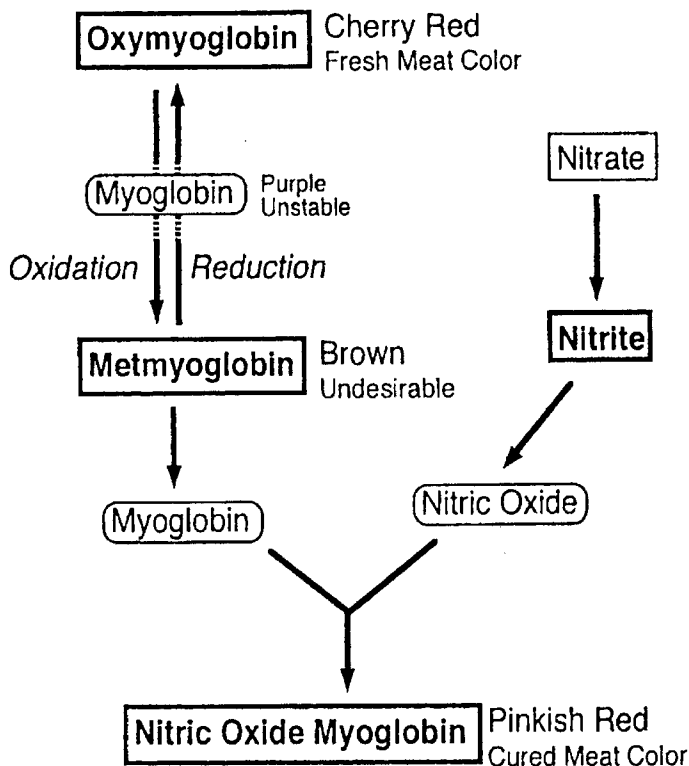 Oxymyoglobin
Cherry Red
Fresh Meat Color
Nitrate
Myoglobin
Purple
Unstable
Oxidation
Reduction
Nitrite
Metmyoglobin
Brown
Undesirable
Myoglobin
Nitric Oxide
Nitric Oxide Myoglobin
Pinkish Red
Cured Meat Color